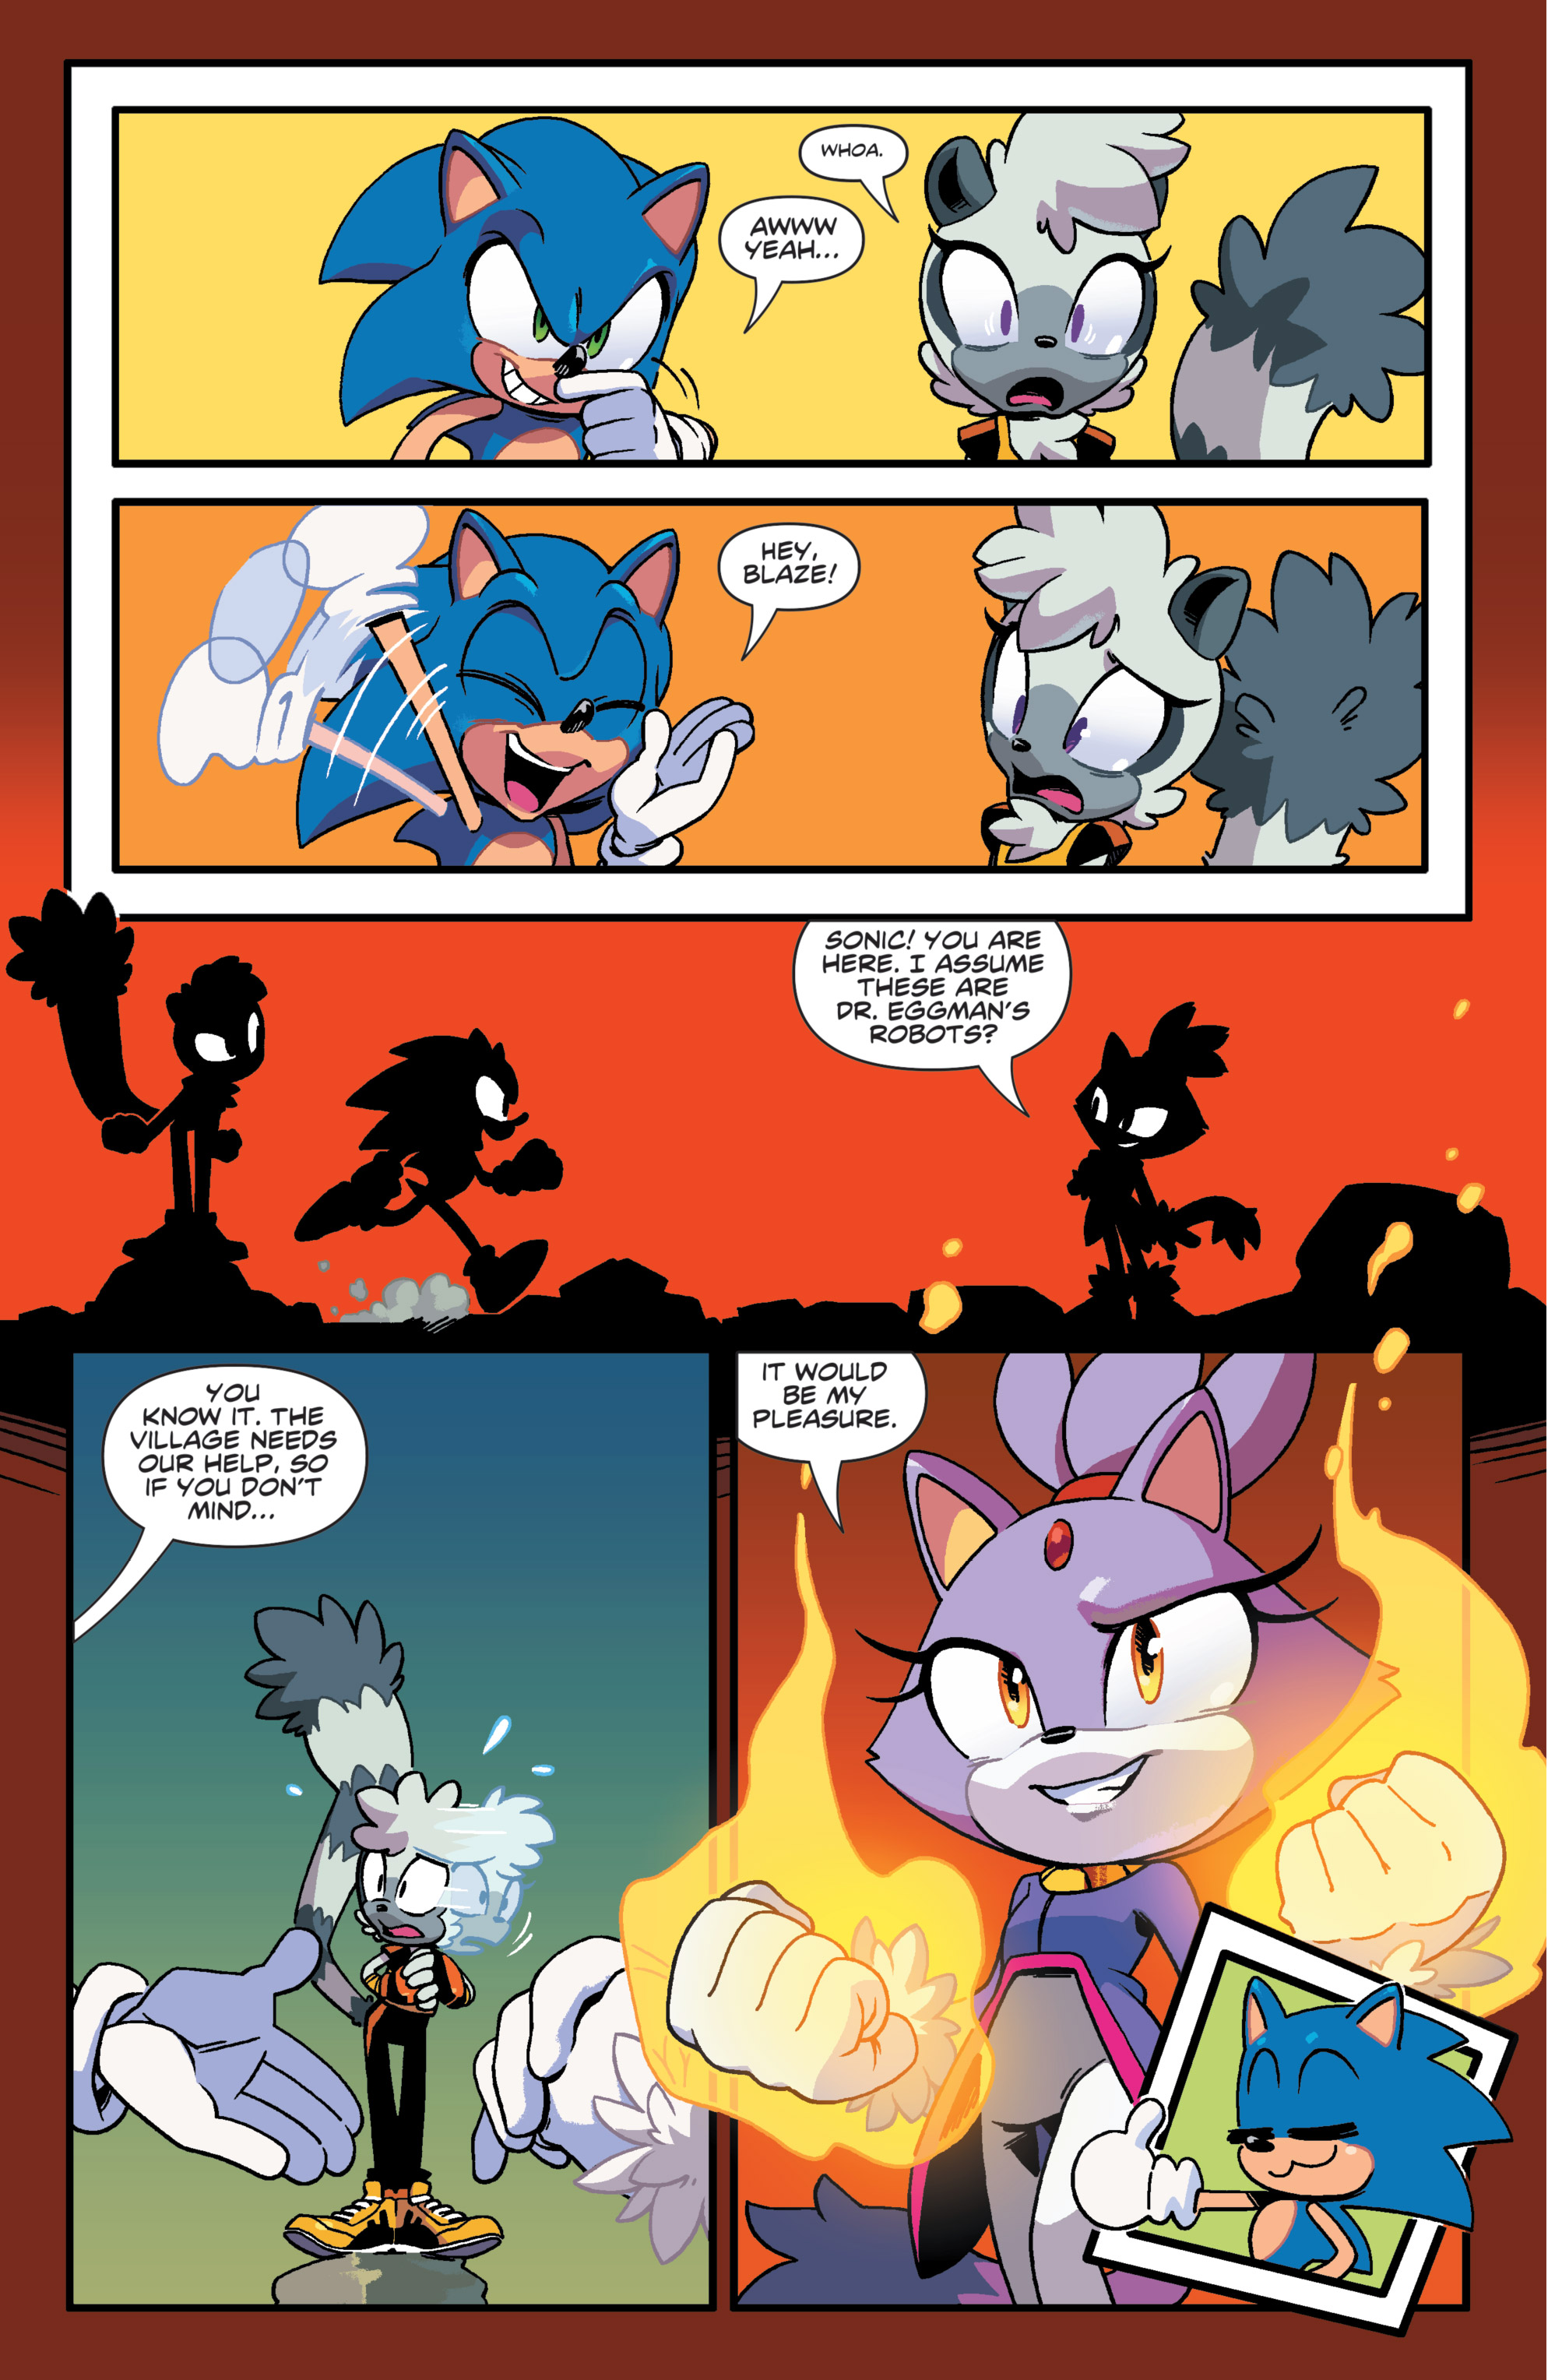 WHOA.
AWWW
YEAH...
HEY,
BLAZE!
SONIC! YOU ARE
HERE. I ASSUME
THESE ARE
DR. EGGMAN'S
ROBOTS?
YOU
KNOW IT. THE
VILLAGE NEEDS
OUR HELP, SO
IF YOU DON'T
MIND...
IT WOULD
BE MY
PLEASURE.